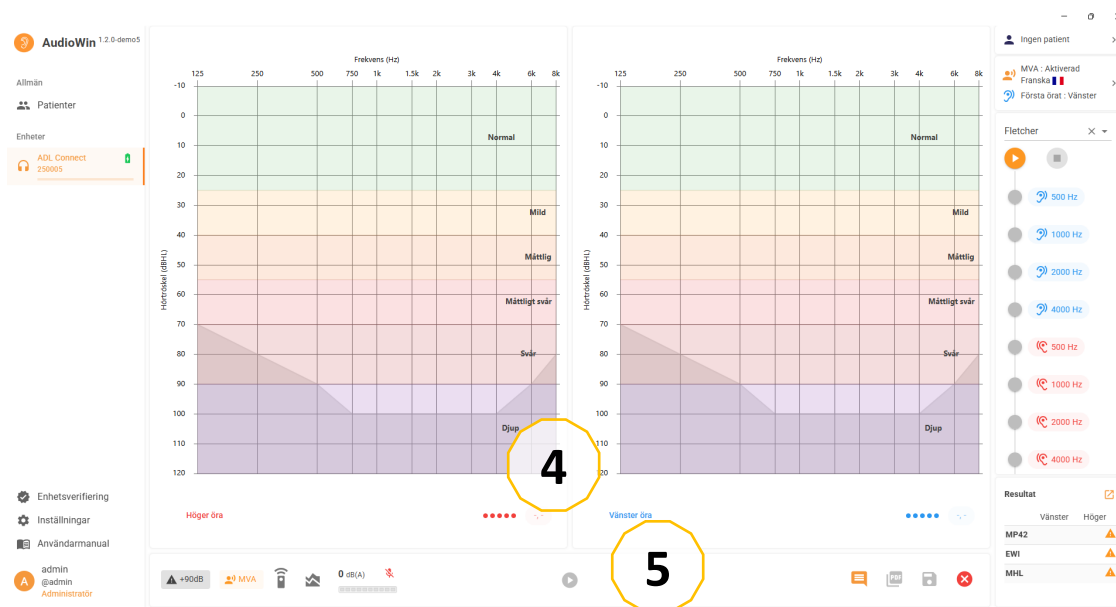 AudioWin 1.2.0-demo5
Allmän
Patienter
Enheter
ADL Connect
250005
Enhetsverifiering
Inställningar
Användarmanual
A
admin
@admin
Administratör
Frekvens (Hz)
125 250 500 750 1k 1.5k 2k 3k 4k 6k 8k
Hörtröskel (dBHL)
-10
0
10
20
30
40
50
60
70
80
90
100
110
120
Normal
Mild
Måttlig
Måttligt svår
Svår
Djup
Höger öra
-.-
4
Frekvens (Hz)
125 250 500 750 1k 1.5k 2k 3k 4k 6k 8k
Hörtröskel (dBHL)
-10
0
10
20
30
40
50
60
70
80
90
100
110
120
Normal
Mild
Måttlig
Måttligt svår
Svår
Djup
Vänster öra
-.-
+90dB
MVA
0 dB(A)
5
PDF
Ingen patient
MVA : Aktiverad
Franska
Första örat : Vänster
Fletcher
500 Hz
1000 Hz
2000 Hz
4000 Hz
500 Hz
1000 Hz
2000 Hz
4000 Hz
Resultat
Vänster Höger
MP42
EWI
MHL